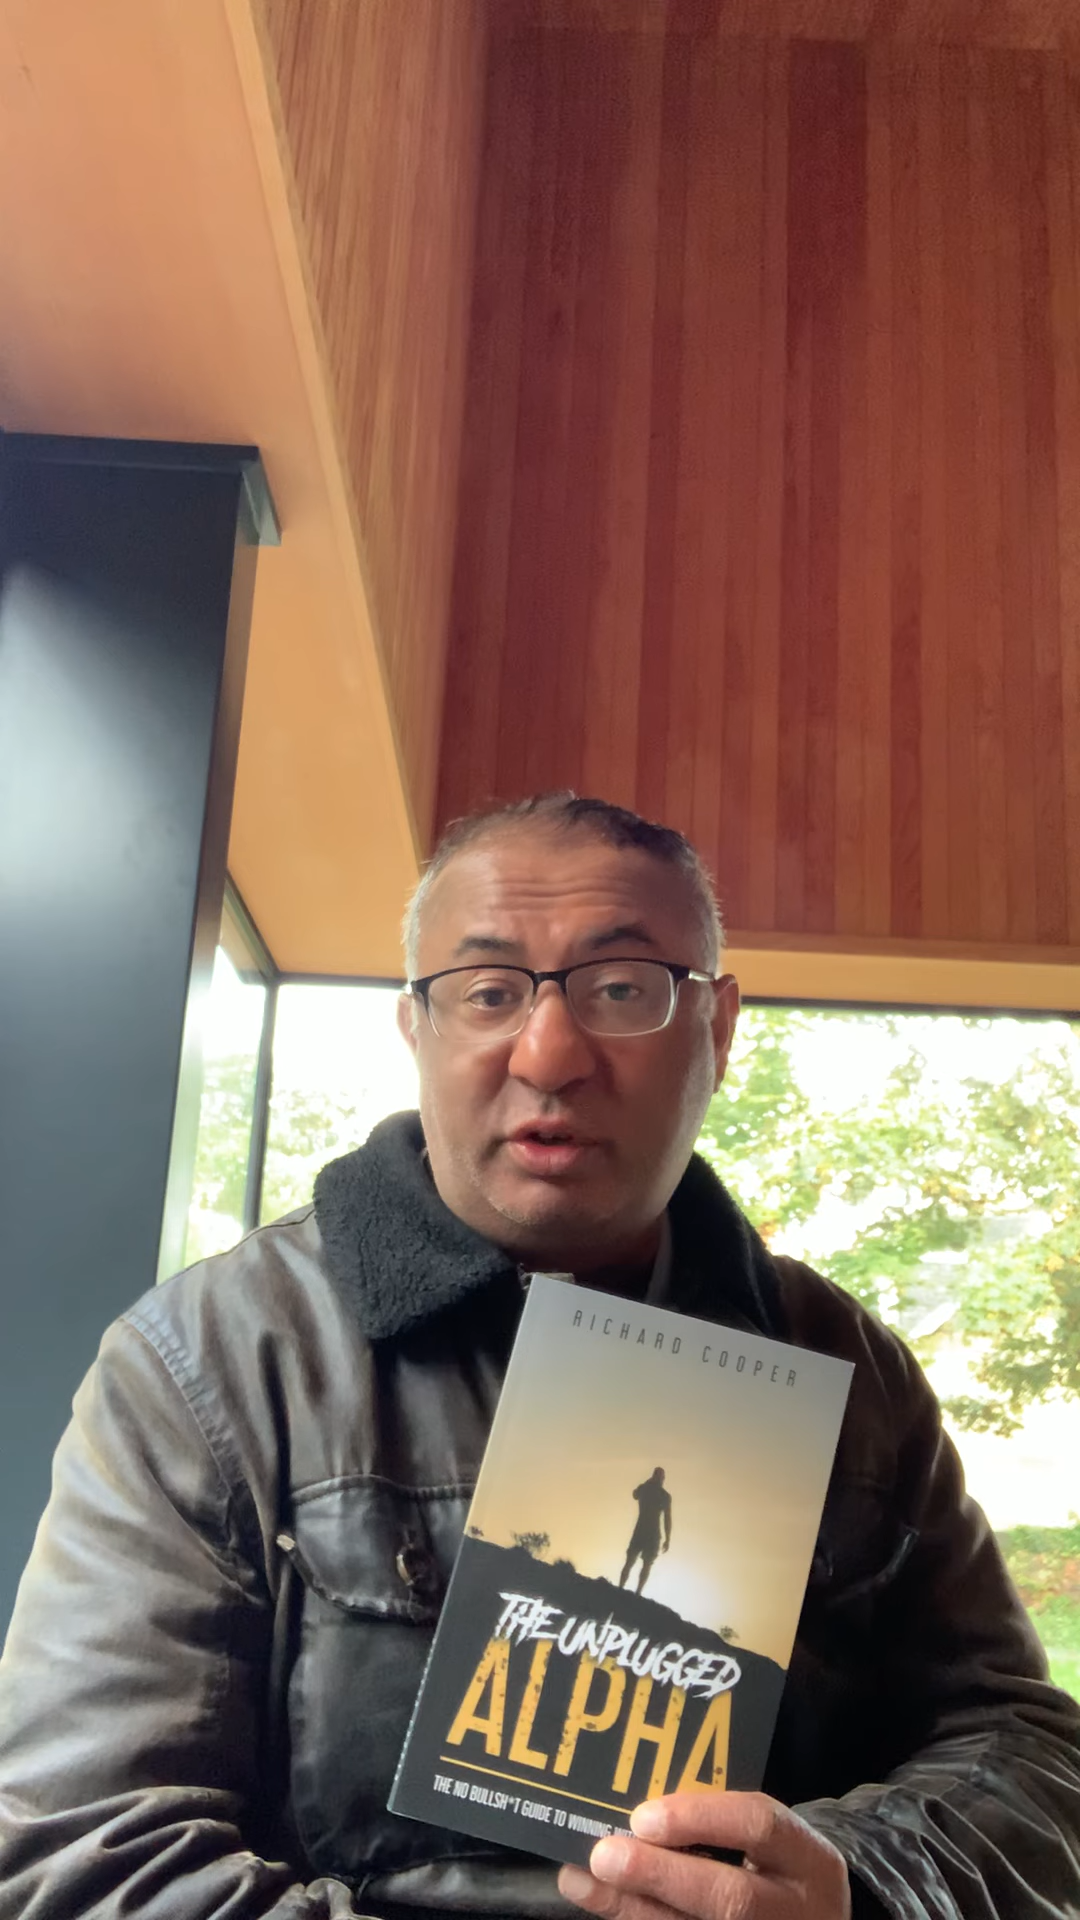 RICHARD COOPER
THE UNPLUGGED
ALPHA
THE NO BULLSH*T GUIDE TO WINNING